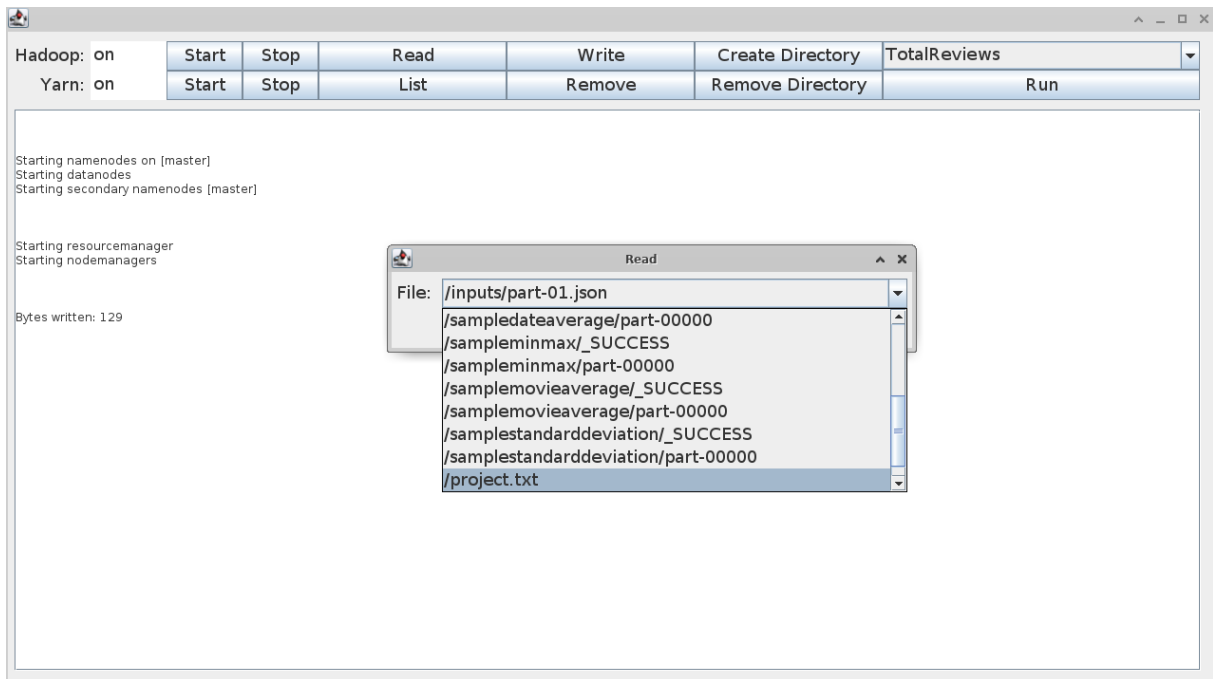 Hadoop: on Start Stop Read Write Create Directory TotalReviews
Yarn: on Start Stop List Remove Remove Directory Run
Starting namenodes on [master]
Starting datanodes
Starting secondary namenodes [master]
Starting resourcemanager
Starting nodemanagers
Bytes written: 129
Read
File: /inputs/part-01.json
/sampledateaverage/part-00000
/sampleminmax/_SUCCESS
/sampleminmax/part-00000
/samplemovieaverage/_SUCCESS
/samplemovieaverage/part-00000
/samplestandarddeviation/_SUCCESS
/samplestandarddeviation/part-00000
/project.txt